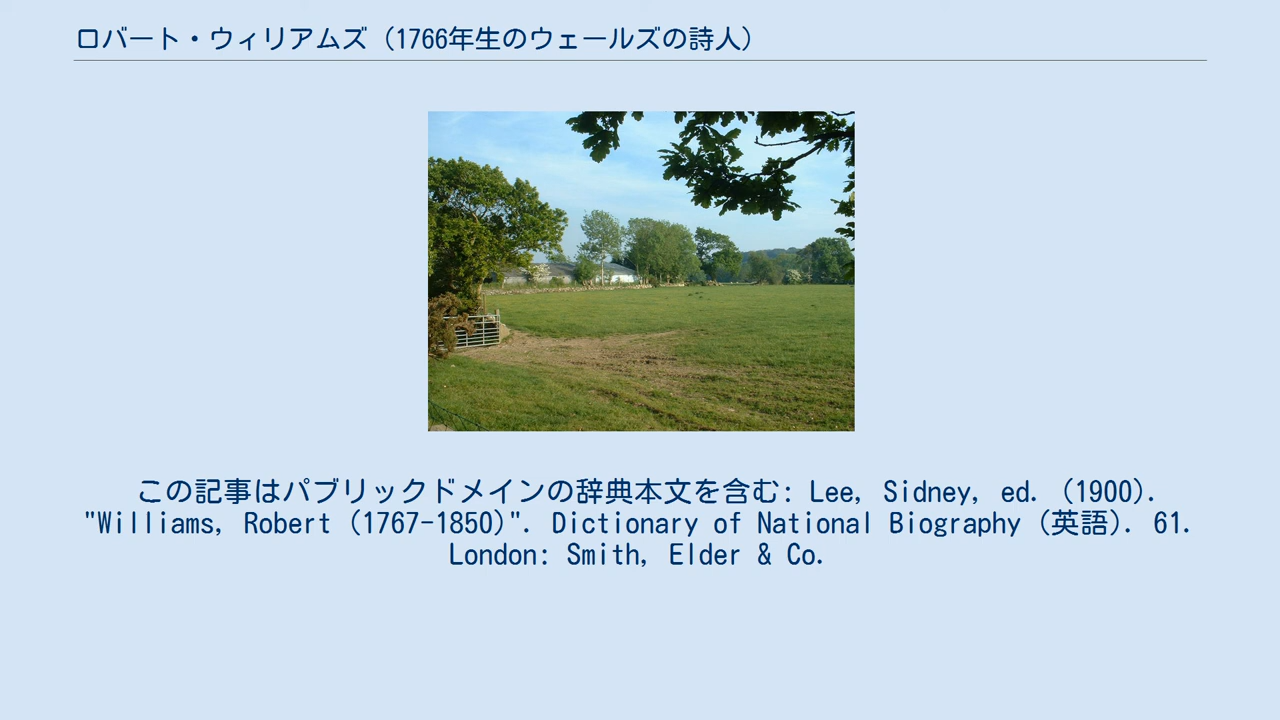 ロバート・ウィリアムズ（1766年生のウェールズの詩人）
この記事はパブリックドメインの辞典本文を含む: Lee, Sidney, ed. (1900).
"Williams, Robert (1767-1850)". Dictionary of National Biography (英語). 61.
London: Smith, Elder & Co.